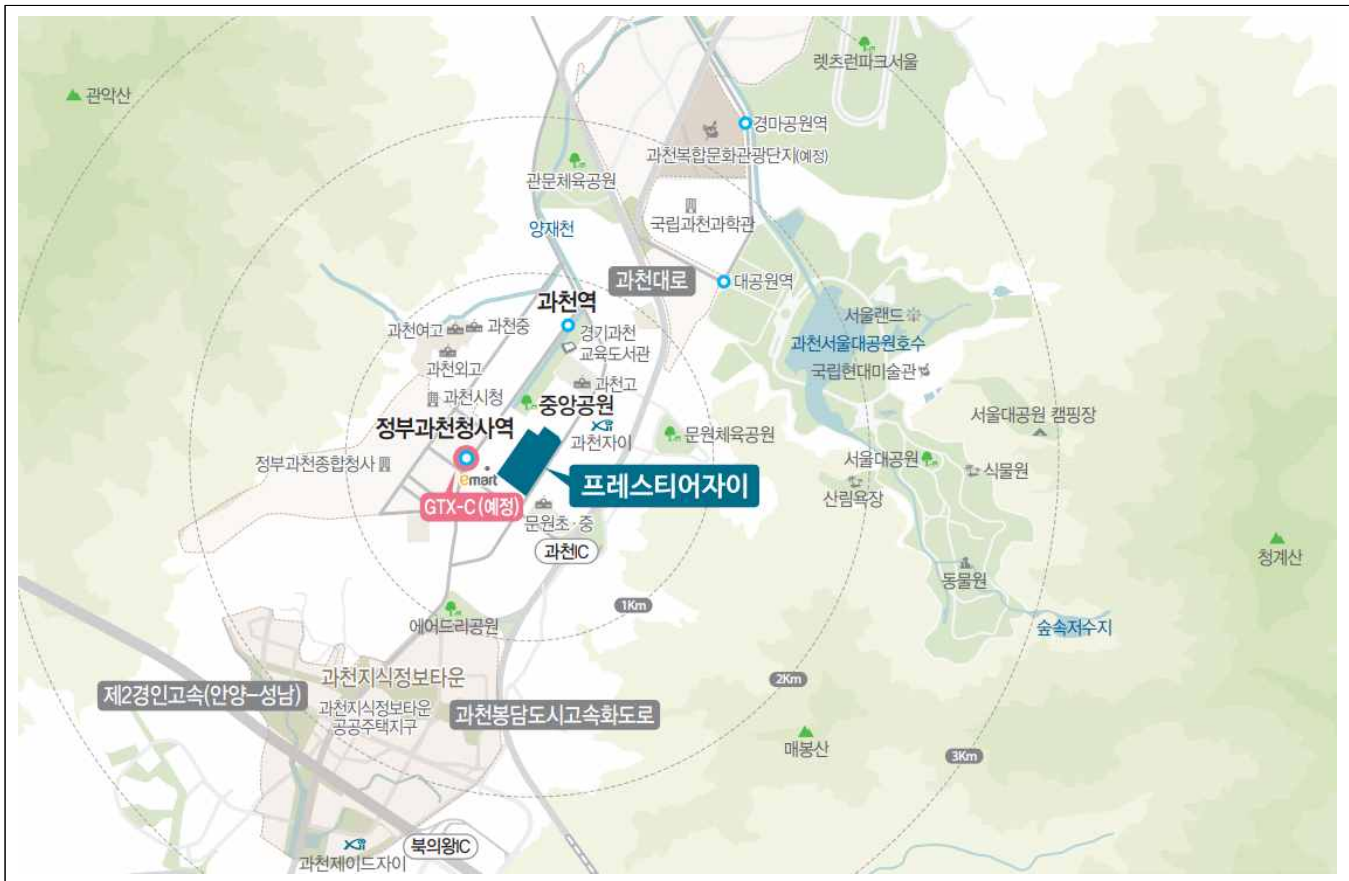 렛츠런파크서울
관악산
경마공원역
과천복합문화관광단지(예정)
관문체육공원
국립과천과학관
양재천
과천대로
대공원역
과천역
서울랜드
과천여고
과천중
경기과천
교육도서관
과천서울대공원호수
과천외고
국립현대미술관
과천고
과천시청
중앙공원
서울대공원 캠핑장
정부과천청사역
과천자이
문원체육공원
정부과천종합청사
서울대공원
식물원
emart
프레스티어자이
산림욕장
GTX-C (예정)
문원초·중
과천IC
청계산
동물원
1Km
에어드리공원
숲속저수지
과천지식정보타운
2Km
제2경인고속(안양-성남)
과천지식정보타운
공공주택지구
과천봉담도시고속화도로
매봉산
3Km
북의왕IC
과천제이드자이